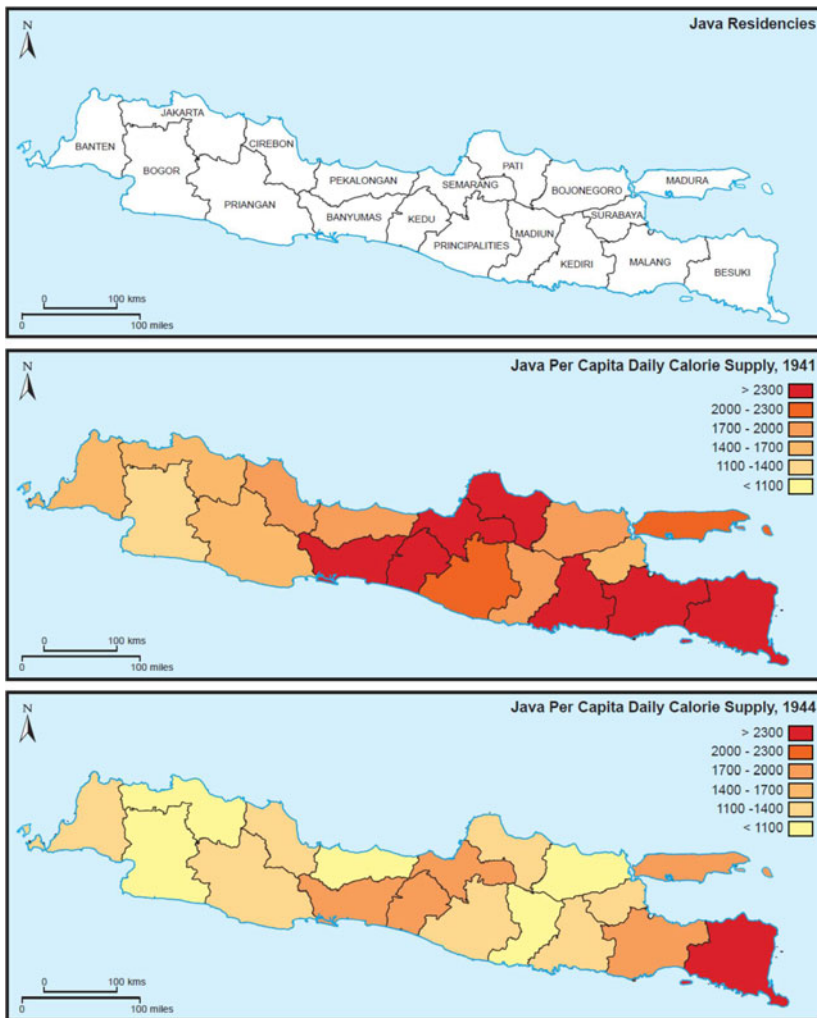 N
Java Residencies
JAKARTA
BANTEN
CIREBON
BOGOR
PATI
PEKALONGAN
SEMARANG
BOJONEGORO
MADURA
PRIANGAN
BANYUMAS
KEDU
SURABAYA
PRINCIPALITIES
MADIUN
KEDIRI
MALANG
BESUKI
0 100 kms
0 100 miles
N
Java Per Capita Daily Calorie Supply, 1941
> 2300
2000 - 2300
1700 - 2000
1400 - 1700
1100 -1400
< 1100
0 100 kms
0 100 miles
N
Java Per Capita Daily Calorie Supply, 1944
> 2300
2000 - 2300
1700 - 2000
1400 - 1700
1100 - 1400
< 1100
0 100 kms
0 100 miles